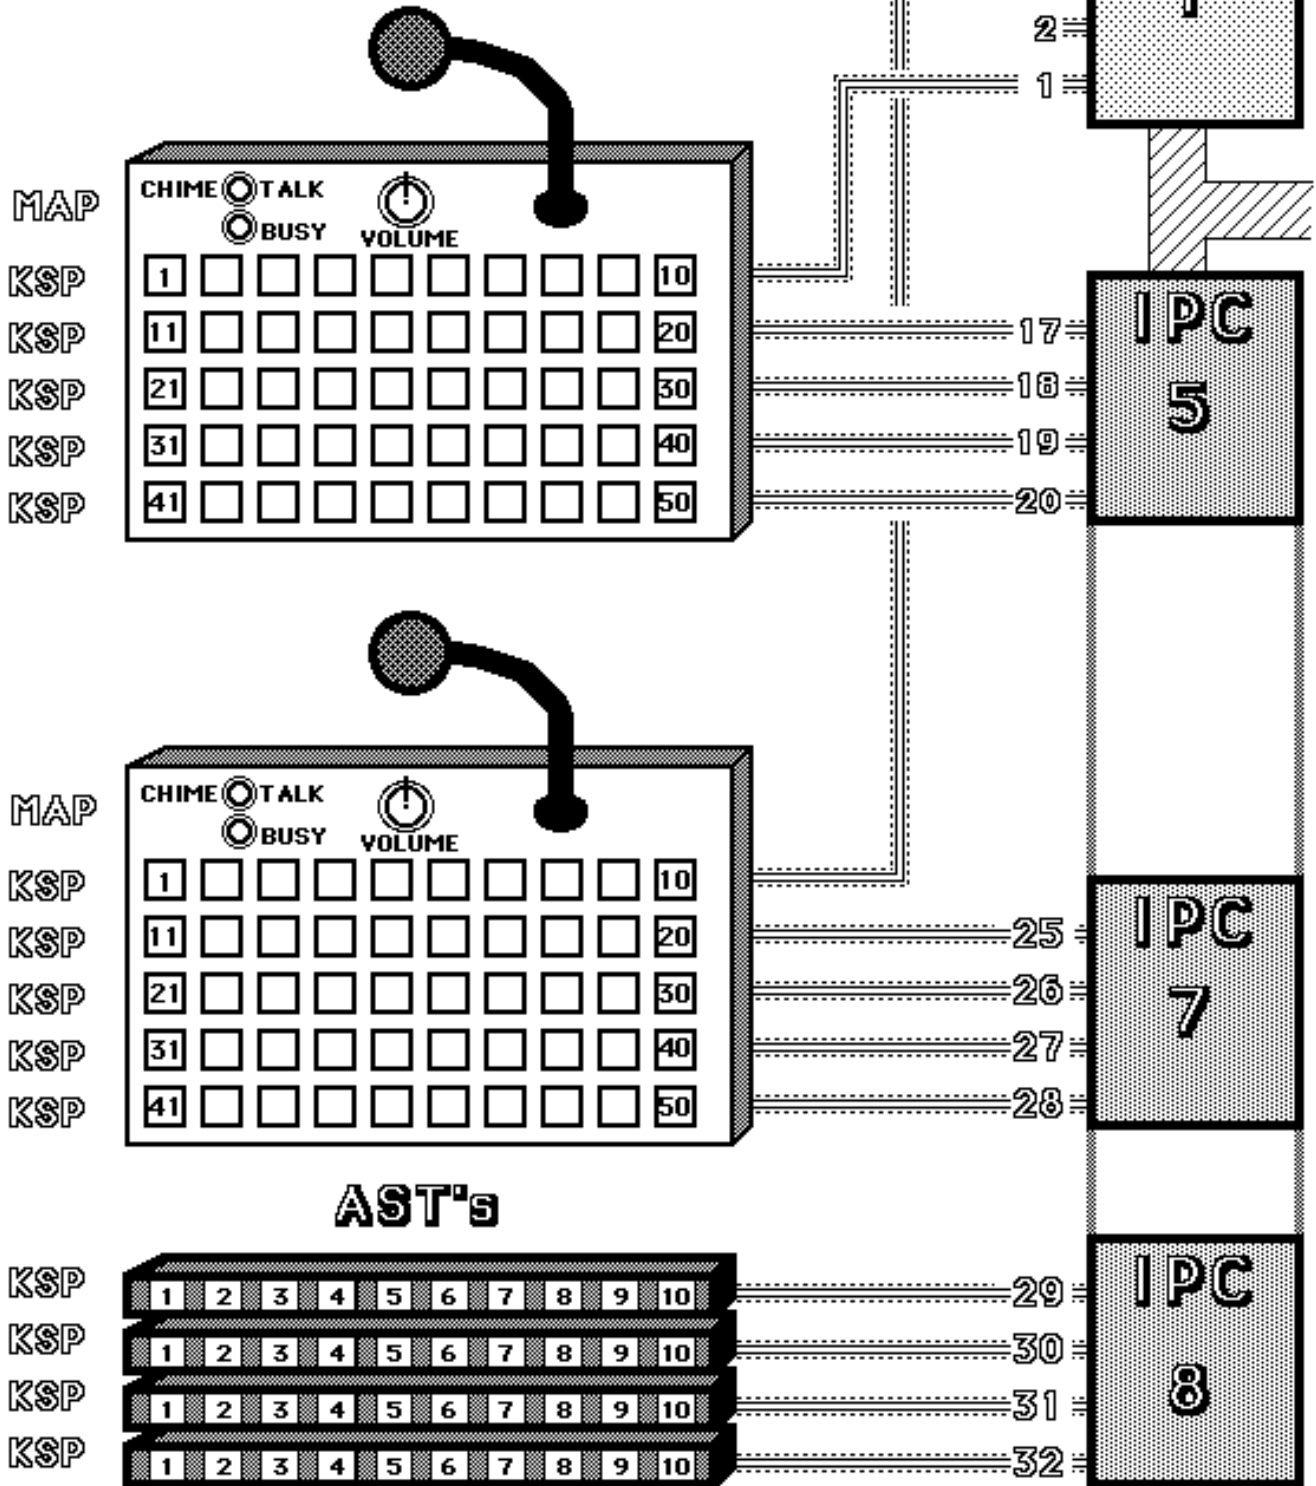 2
1
CHIME TALK
MAP
BUSY
VOLUME
KSP 1 10
IPC
KSP 11 20 17
KSP 21 30 18
5
KSP 31 40 19
KSP 41 50 20
CHIME TALK
MAP
BUSY
VOLUME
KSP 1 10
IPC
KSP 11 20 25
KSP 21 30 26
7
KSP 31 40 27
KSP 41 50 28
AST's
KSP 1 2 3 4 5 6 7 8 9 10 29
IPC
KSP 1 2 3 4 5 6 7 8 9 10 30
8
KSP 1 2 3 4 5 6 7 8 9 10 31
KSP 1 2 3 4 5 6 7 8 9 10 32